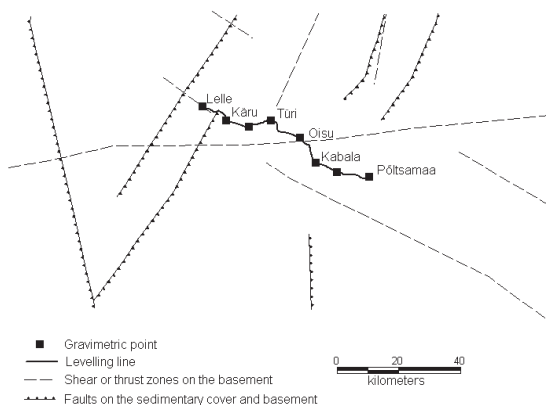 Lelle
Käru
Türi
Oisu
Kabala
Põltsamaa
Gravimetric point
Levelling line
Shear or thrust zones on the basement
Faults on the sedimentary cover and basement
0 20 40
kilometers